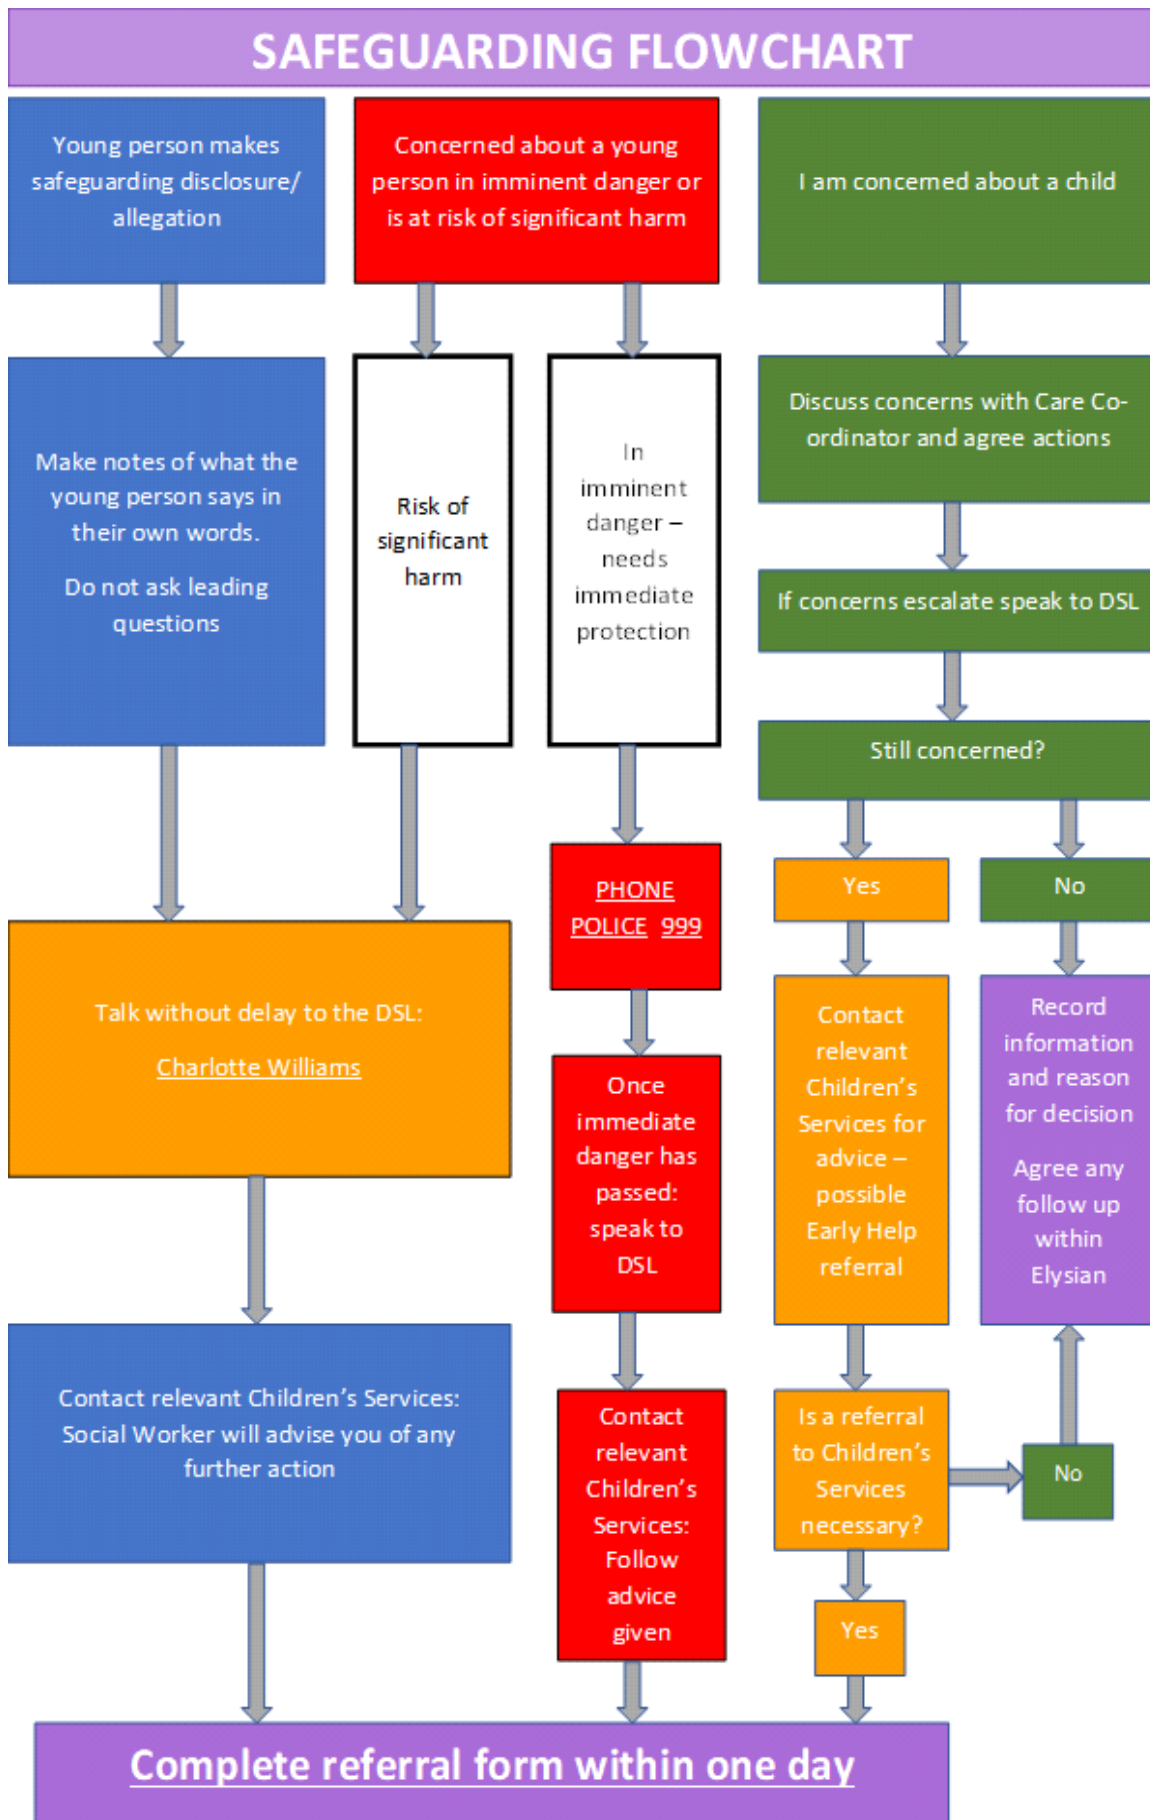 SAFEGUARDING FLOWCHART
Young person makes
safeguarding disclosure/
allegation
Concerned about a young
person in imminent danger or
is at risk of significant harm
I am concerned about a child
Make notes of what the
young person says in
their own words.
Do not ask leading
questions
Risk of
significant
harm
In
imminent
danger –
needs
immediate
protection
Discuss concerns with Care Co-
ordinator and agree actions
If concerns escalate speak to DSL
Still concerned?
Yes
No
PHONE
POLICE 999
Talk without delay to the DSL:
Charlotte Williams
Once
immediate
danger has
passed:
speak to
DSL
Contact
relevant
Children's
Services for
advice –
possible
Early Help
referral
Record
information
and reason
for decision
Agree any
follow up
within
Elysian
Contact relevant Children's Services:
Social Worker will advise you of any
further action
Contact
relevant
Children's
Services:
Follow
advice
given
Is a referral
to Children's
Services
necessary?
No
Yes
Complete referral form within one day